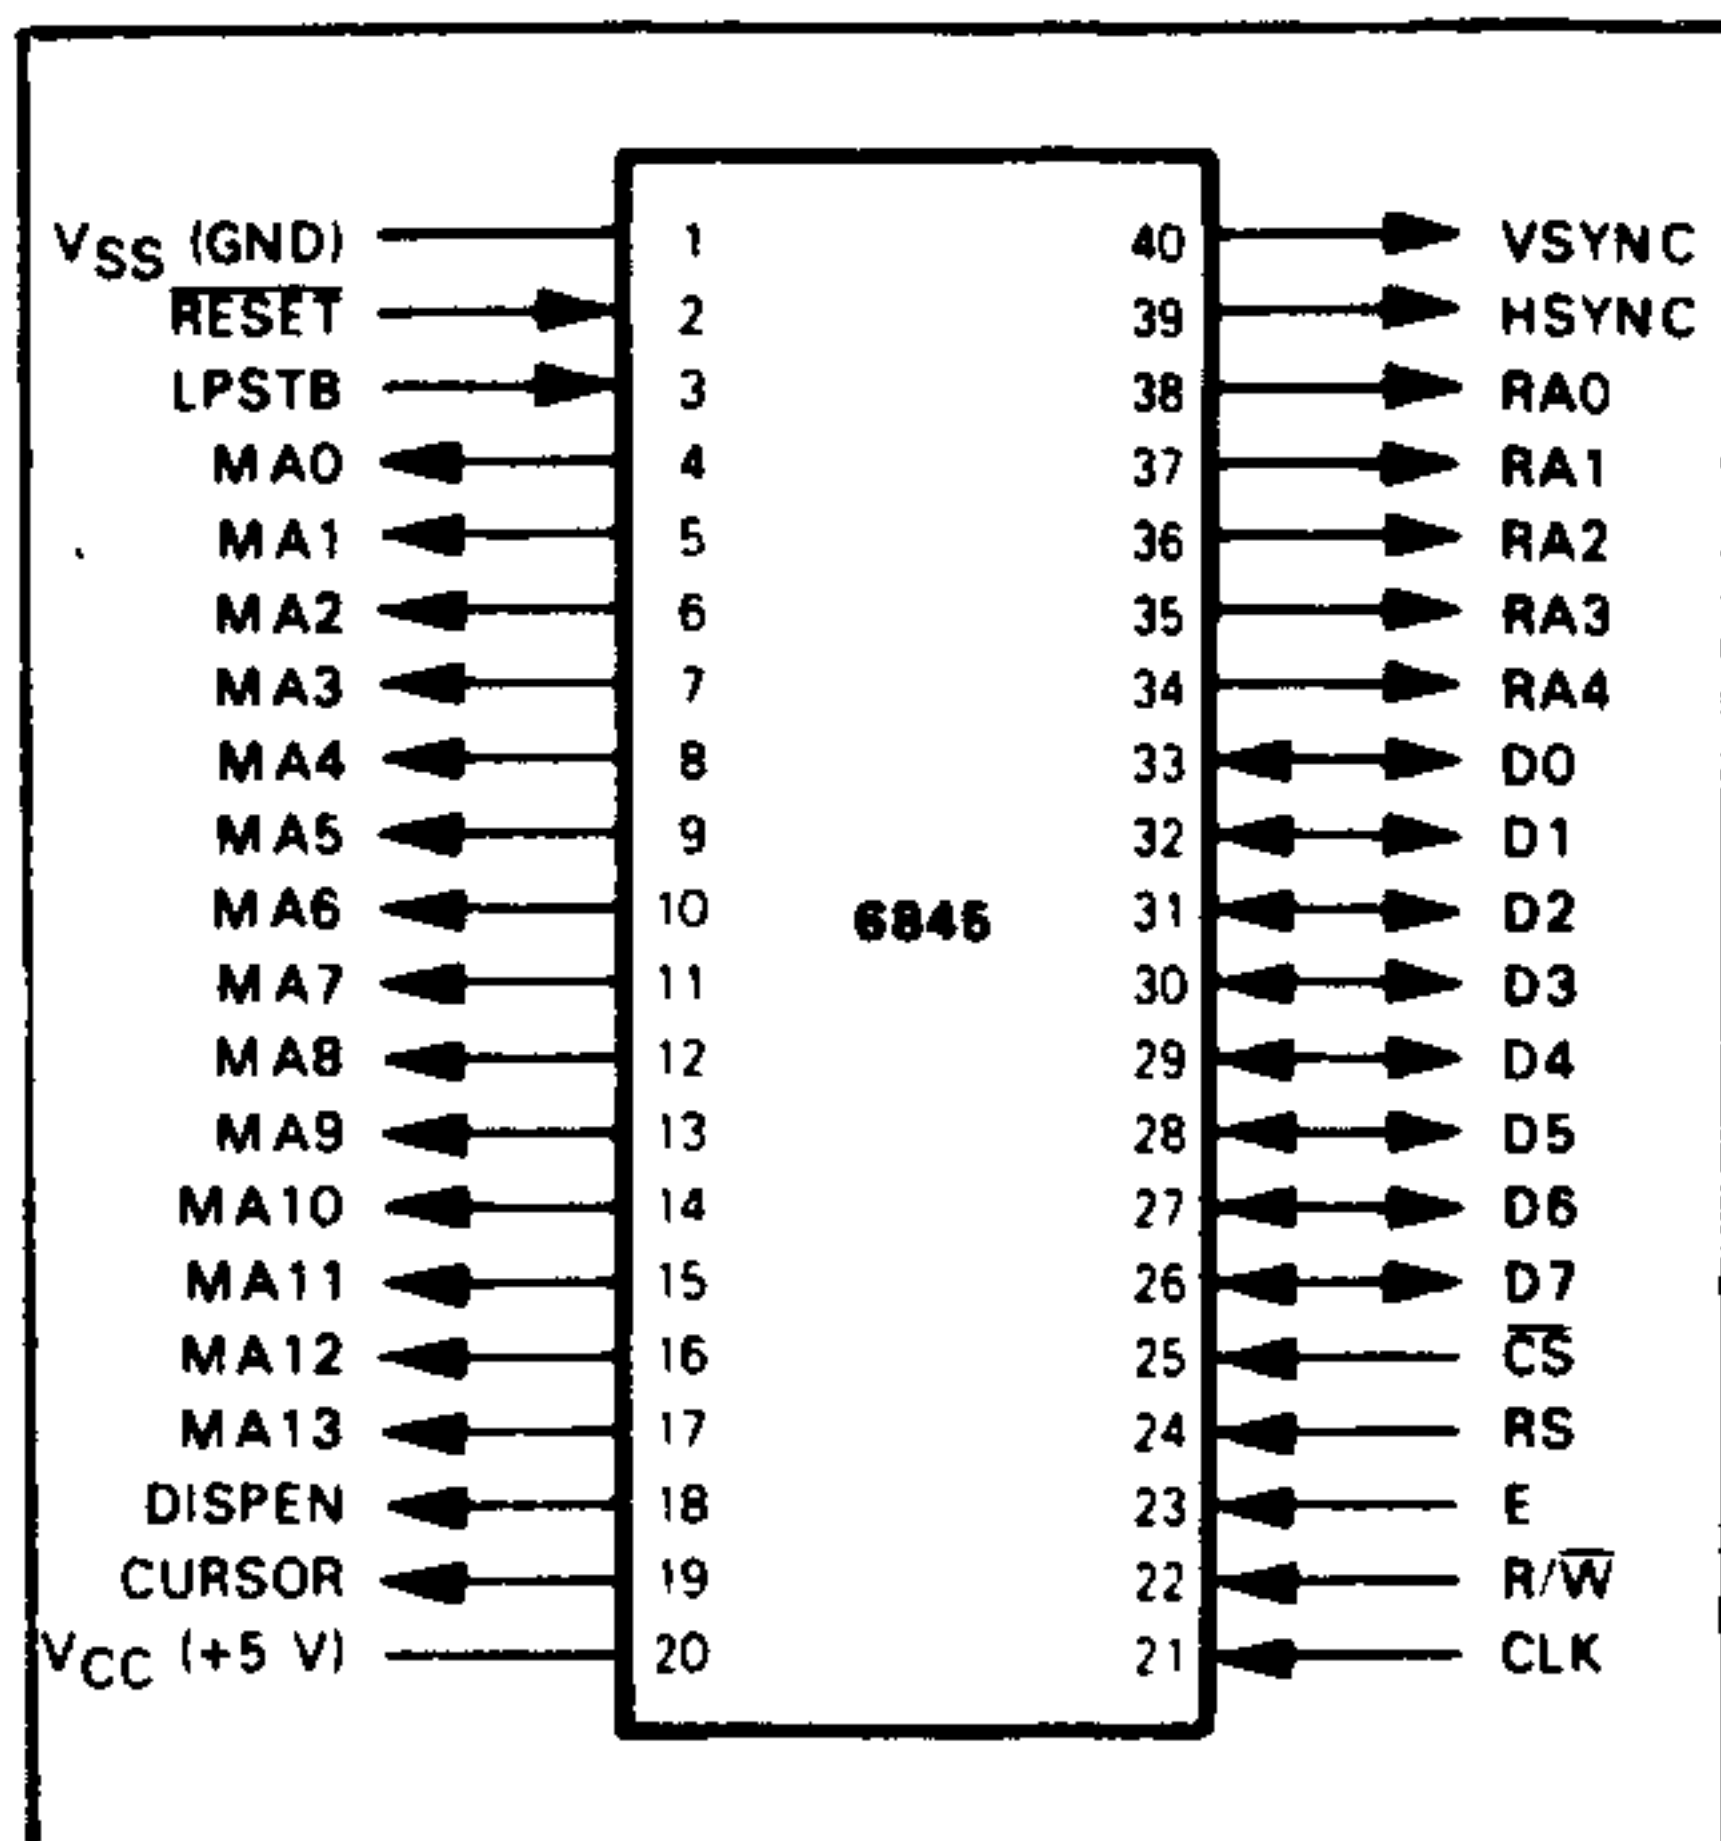 VSS (GND) 1 40 VSYNC
RESET 2 39 HSYNC
LPSTB 3 38 RA0
MA0 4 37 RA1
MA1 5 36 RA2
MA2 6 35 RA3
MA3 7 34 RA4
MA4 8 33 D0
MA5 9 32 D1
MA6 10 6845 31 D2
MA7 11 30 D3
MA8 12 29 D4
MA9 13 28 D5
MA10 14 27 D6
MA11 15 26 D7
MA12 16 25 CS
MA13 17 24 RS
DISPEN 18 23 E
CURSOR 19 22 R/W
VCC (+5 V) 20 21 CLK